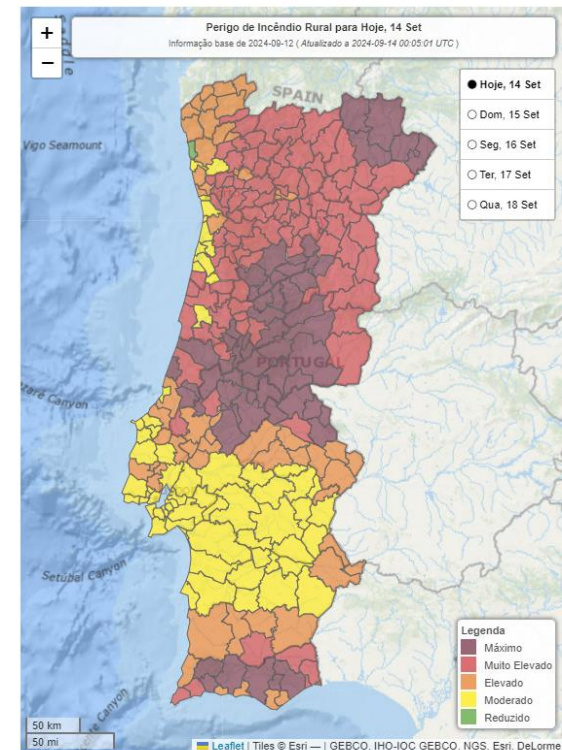 +
−
Perigo de Incêndio Rural para Hoje, 14 Set
Informação base de 2024-09-12 ( Atualizado a 2024-09-14 00:05:01 UTC )
Hoje, 14 Set
Dom, 15 Set
Seg, 16 Set
Ter, 17 Set
Qua, 18 Set
SPAIN
Vigo Seamount
PORTUGAL
Canyon
Setúbal Canyon
Legenda
Máximo
Muito Elevado
Elevado
Moderado
Reduzido
50 km
50 mi
Leaflet | Tiles © Esri — | GEBCO, IHO-IOC GEBCO, NGS, Esri, DeLorme